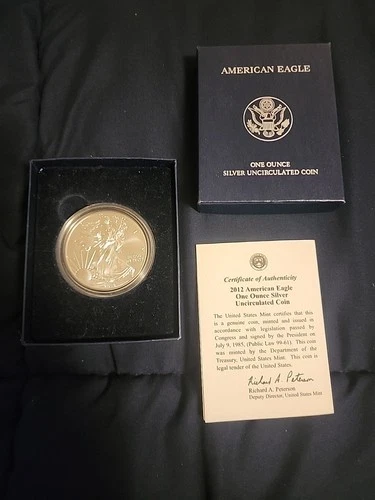 AMERICAN EAGLE
ONE OUNCE
SILVER UNCIRCULATED COIN
Certificate of Authenticity
2012 American Eagle
One Ounce Silver
Uncirculated Coin
The United States Mint certifies that this
is a genuine coin, minted and issued in
accordance with legislation passed by
Congress and signed by the President on
July 9, 1985, (Public Law 99-61). This coin
was minted by the Department of the
Treasury, United States Mint. This coin is
legal tender of the United States.
Richard A. Peterson
Richard A. Peterson
Deputy Director, United States Mint